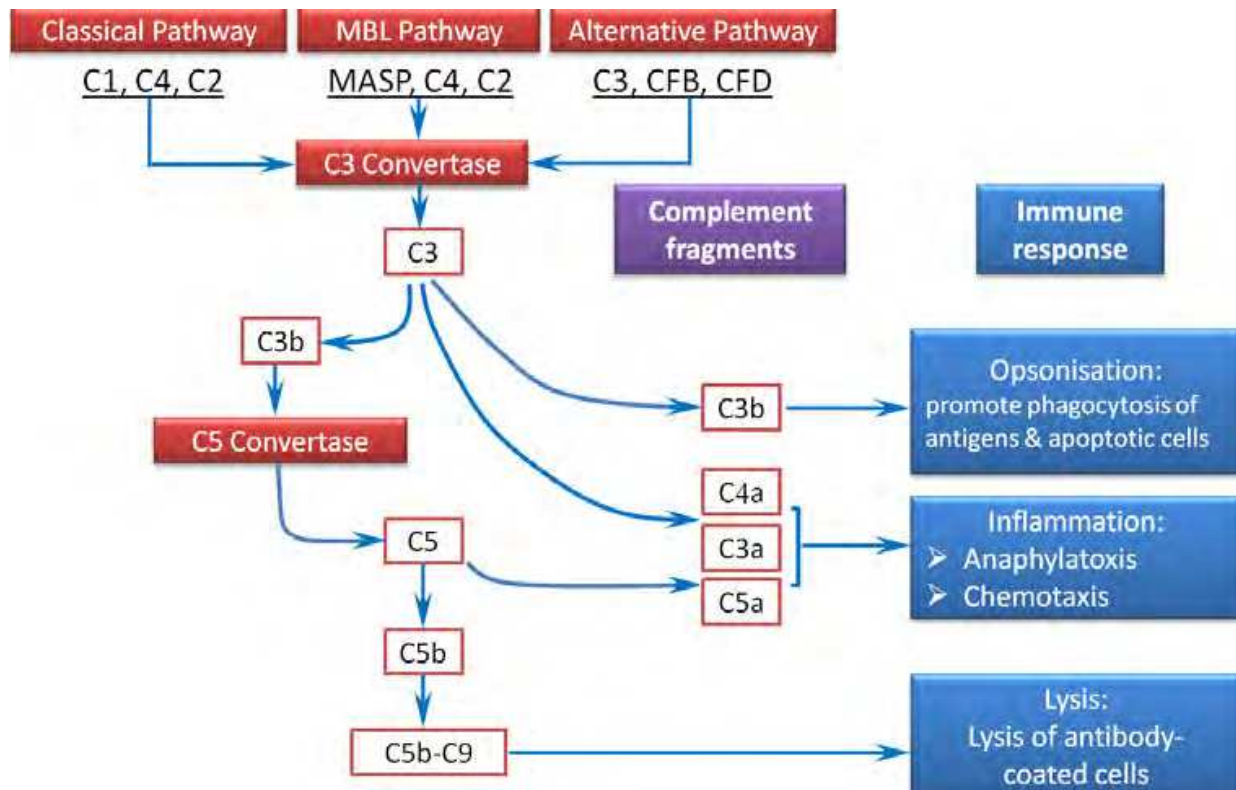 Classical Pathway
MBL Pathway
Alternative Pathway
C1, C4, C2
MASP, C4, C2
C3, CFB, CFD
C3 Convertase
Complement
fragments
Immune
response
C3
C3b
C5 Convertase
C3b
Opsonisation:
promote phagocytosis of
antigens & apoptotic cells
C4a
C3a
C5a
Inflammation:
➢ Anaphylatoxis
➢ Chemotaxis
C5
C5b
C5b-C9
Lysis:
Lysis of antibody-
coated cells